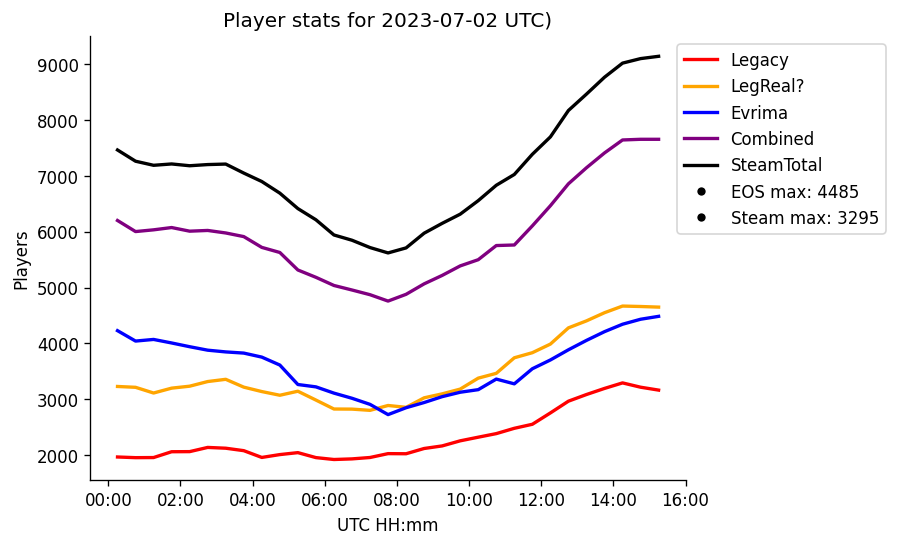 Player stats for 2023-07-02 UTC)
9000
8000
7000
6000
5000
4000
3000
2000
Players
00:00 02:00 04:00 06:00 08:00 10:00 12:00 14:00 16:00
UTC HH:mm
Legacy
LegReal?
Evrima
Combined
SteamTotal
EOS max: 4485
Steam max: 3295